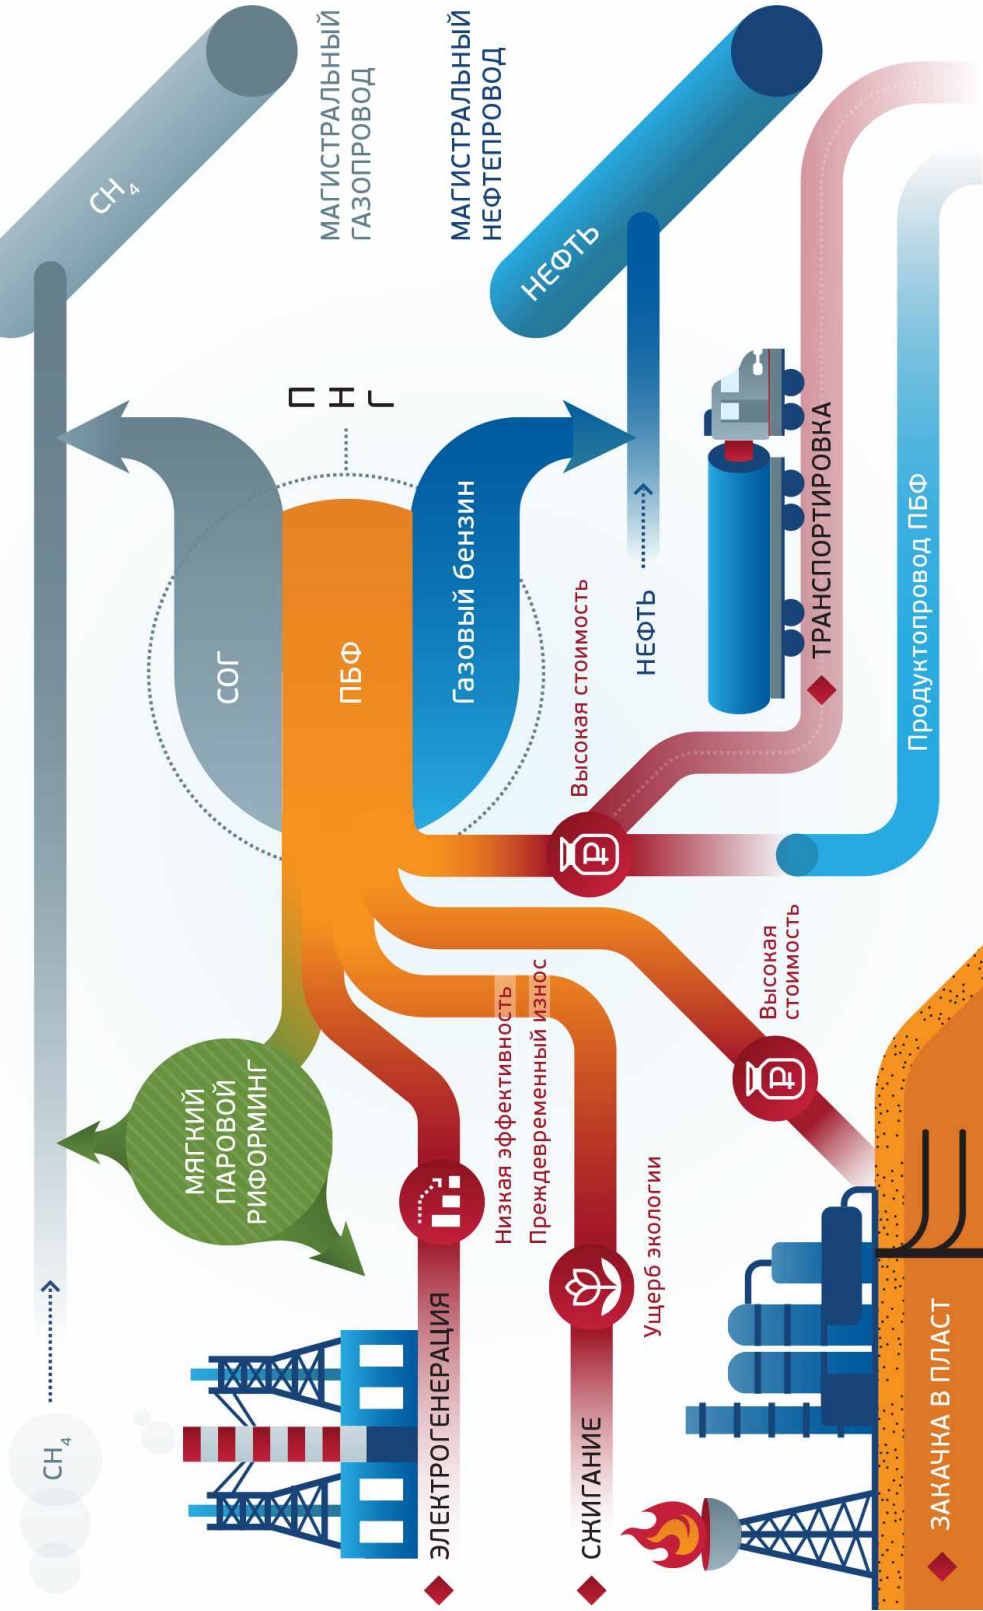 CH₄
CH₄
МАГИСТРАЛЬНЫЙ
ГАЗОПРОВОД
МЯГКИЙ
ПАРОВОЙ
РИФОРМИНГ
СОГ
ПБФ
Газовый бензин
ПНГ
МАГИСТРАЛЬНЫЙ
НЕФТЕПРОВОД
НЕФТЬ
НЕФТЬ
ЭЛЕКТРОГЕНЕРАЦИЯ
Низкая эффективность
Преждевременный износ
Высокая стоимость
СЖИГАНИЕ
Ущерб экологии
Высокая
стоимость
ТРАНСПОРТИРОВКА
Продуктопровод ПБФ
ЗАКАЧКА В ПЛАСТ